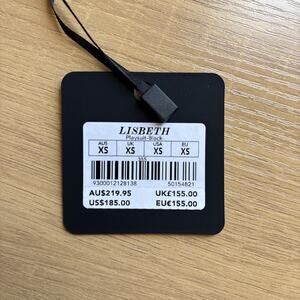 LISBETH
Playsuit-Black
AUS UK USA EU
XS XS XS XS
9300012128138 50154821
AU$219.95 UK£155.00
US$185.00 EU€155.00